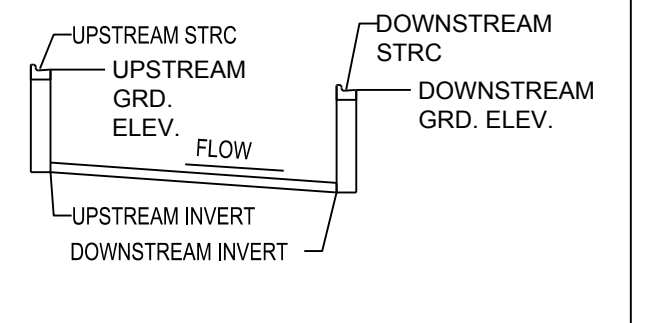 UPSTREAM STRC
UPSTREAM
GRD.
ELEV.
DOWNSTREAM
STRC
DOWNSTREAM
GRD. ELEV.
FLOW
UPSTREAM INVERT
DOWNSTREAM INVERT